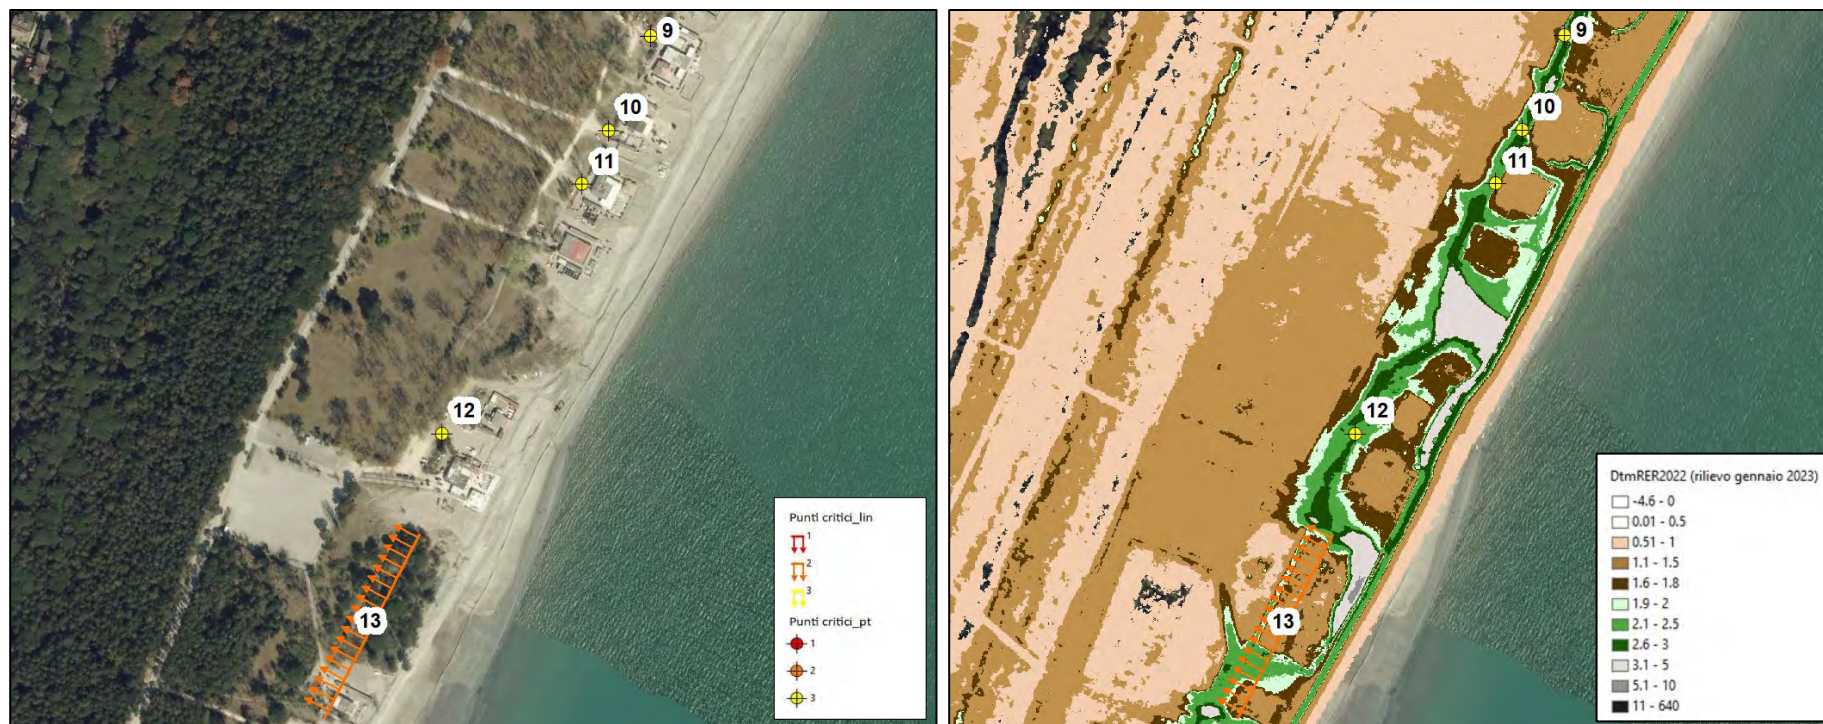 9
10
11
12
13
Punti critici_lin
1
2
3
Punti critici_pt
1
2
3
9
10
11
12
13
DtmRER2022 (rilievo gennaio 2023)
-4.6 - 0
0.01 - 0.5
0.51 - 1
1.1 - 1.5
1.6 - 1.8
1.9 - 2
2.1 - 2.5
2.6 - 3
3.1 - 5
5.1 - 10
11 - 640